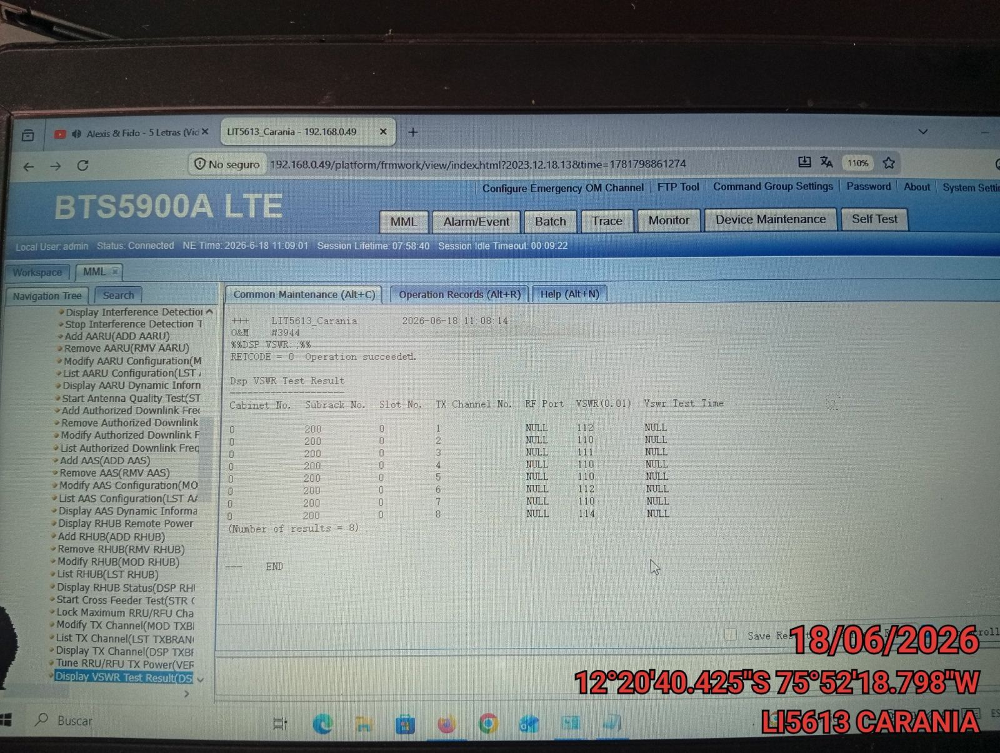 Alexis & Fido - 5 Letras (Vic
LIT5613_Carania - 192.168.0.49
No seguro
192.168.0.49/platform/frmwork/view/index.html?2023.12.18.13&time=1781798861274
110%
Configure Emergency OM Channel
FTP Tool
Command Group Settings
Password
About
System Settin
BTS5900A LTE
MML
Alarm/Event
Batch
Trace
Monitor
Device Maintenance
Self Test
Local User: admin Status: Connected NE Time: 2026-6-18 11:09:01 Session Lifetime: 07:58:40 Session Idle Timeout: 00:09:22
Workspace
MML
Navigation Tree
Search
Common Maintenance (Alt+C)
Operation Records (Alt+R)
Help (Alt+N)
Display Interference Detection
Stop Interference Detection T
Add AARU(ADD AARU)
Remove AARU(RMV AARU)
Modify AARU Configuration(M
List AARU Configuration(LST
Display AARU Dynamic Inforn
Start Antenna Quality Test(ST
Add Authorized Downlink Fre
Remove Authorized Downlink
Modify Authorized Downlink F
List Authorized Downlink Freq
Add AAS(ADD AAS)
Remove AAS(RMV AAS)
Modify AAS Configuration(MO
List AAS Configuration(LST A
Display AAS Dynamic Informa
Display RHUB Remote Power
Add RHUB(ADD RHUB)
Remove RHUB(RMV RHUB)
Modify RHUB(MOD RHUB)
List RHUB(LST RHUB)
Display RHUB Status(DSP RH
Start Cross Feeder Test(STR C
Lock Maximum RRU/RFU Cha
Modify TX Channel(MOD TXB
List TX Channel(LST TXBRAN
Display TX Channel(DSP TXB
Tune RRU/RFU TX Power(VER
Display VSWR Test Result(DS
+++ LIT5613_Carania 2026-06-18 11:08:14
O&M #3944
%%DSP VSWR: ;%%
RETCODE = 0 Operation succeeded.
Dsp VSWR Test Result
--------------------
Cabinet No. Subrack No. Slot No. TX Channel No. RF Port VSWR(0.01) Vswr Test Time
0 200 0 1 NULL 112 NULL
0 200 0 2 NULL 110 NULL
0 200 0 3 NULL 111 NULL
0 200 0 4 NULL 110 NULL
0 200 0 5 NULL 110 NULL
0 200 0 6 NULL 112 NULL
0 200 0 7 NULL 110 NULL
0 200 0 8 NULL 114 NULL
(Number of results = 8)
--- END
Save Res
roll
18/06/2026
12°20'40.425"S 75°52'18.798"W
LI5613 CARANIA
Buscar
ES